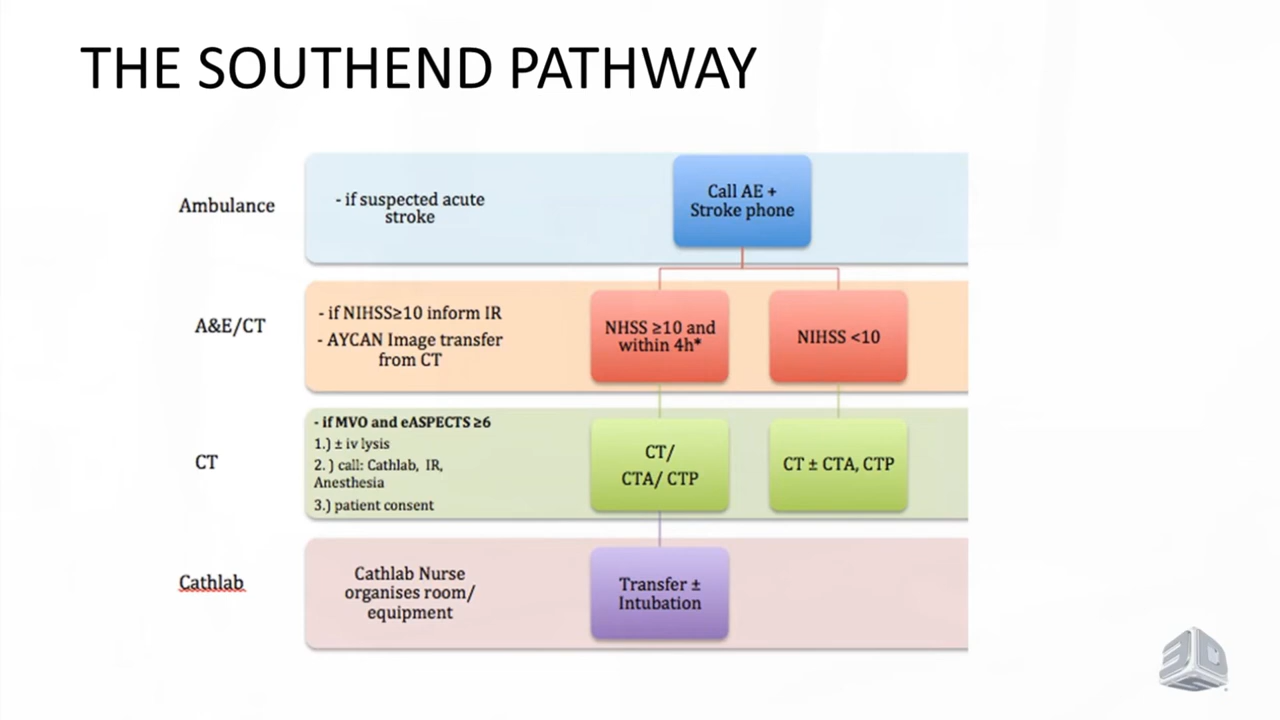 THE SOUTHEND PATHWAY
Ambulance
- if suspected acute
stroke
Call AE +
Stroke phone
A&E/CT
- if NIHSS≥10 inform IR
- AYCAN Image transfer
from CT
NHSS ≥10 and
within 4h*
NIHSS <10
CT
- if MVO and eASPECTS ≥6
1.) ± iv lysis
2. ) call: Cathlab, IR,
Anesthesia
3.) patient consent
CT/
CTA/ CTP
CT ± CTA, CTP
Cathlab
Cathlab Nurse
organises room/
equipment
Transfer ±
Intubation